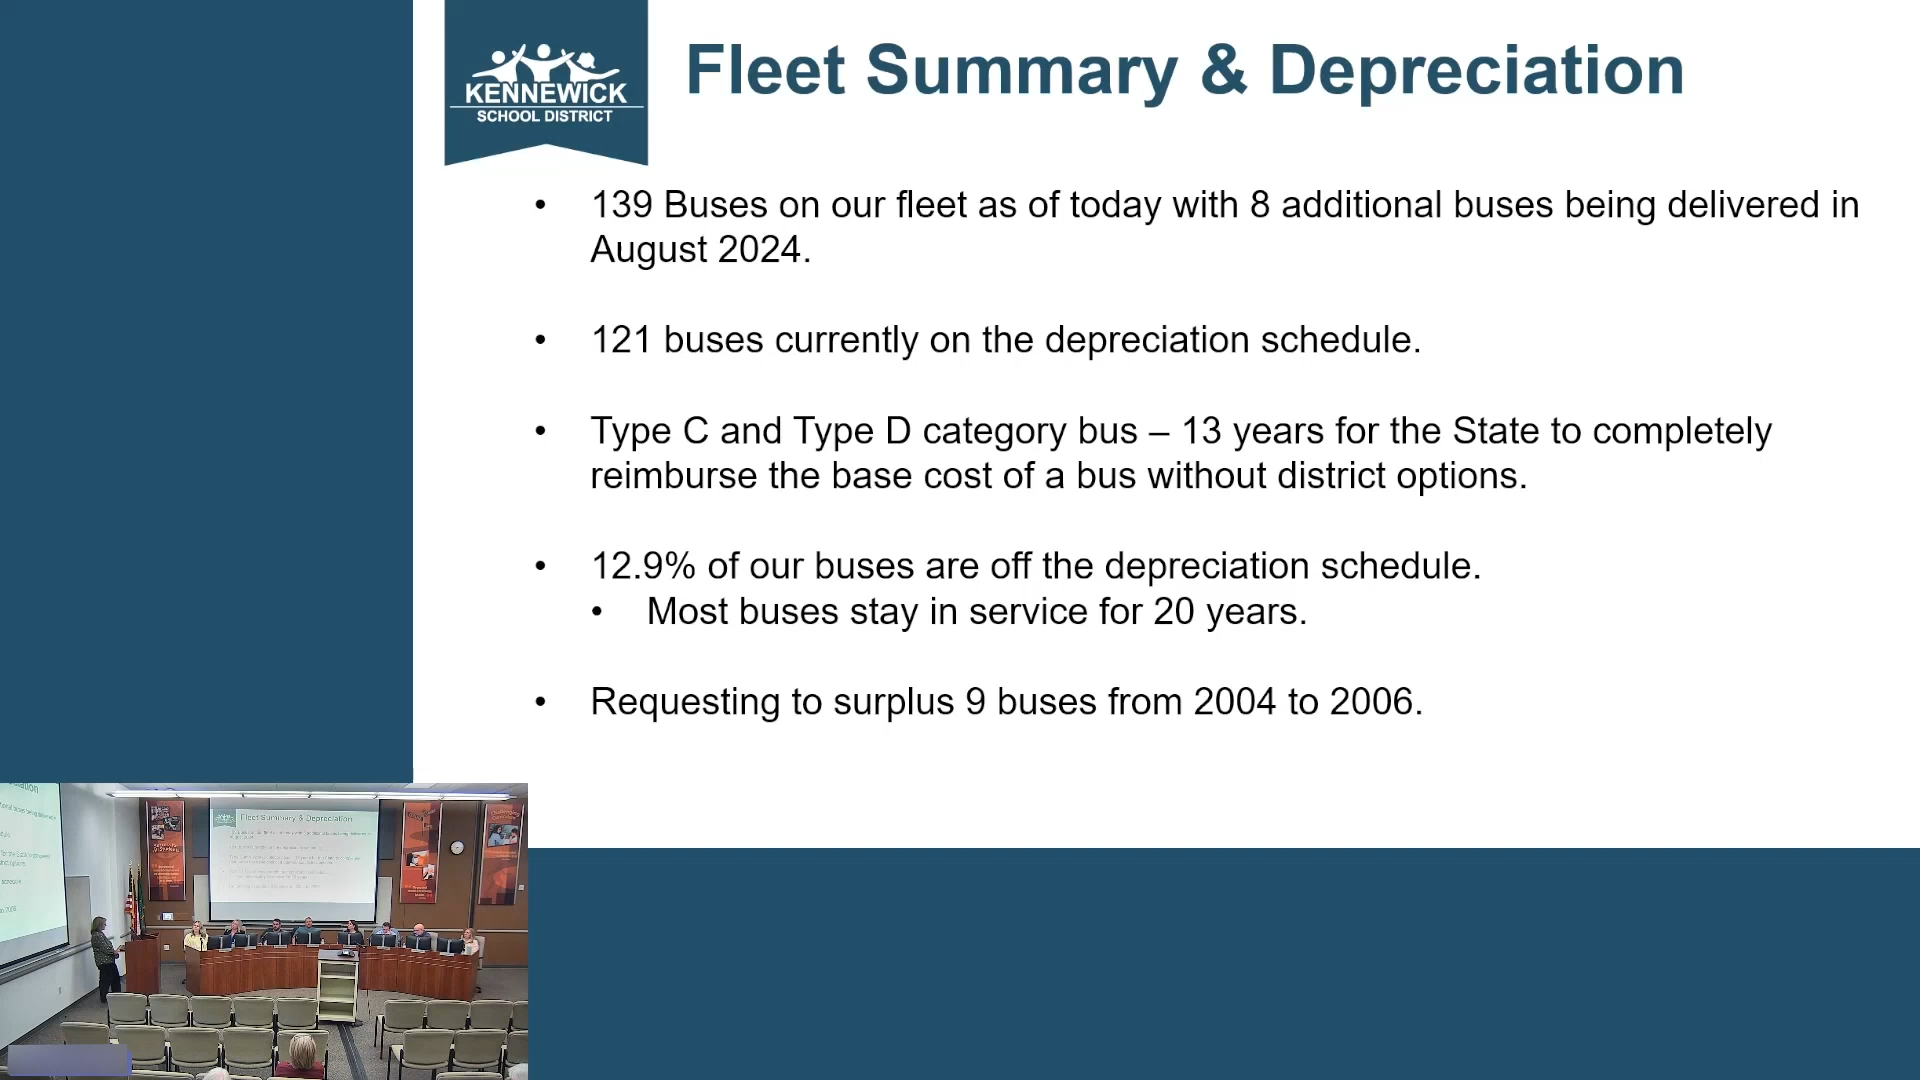 KENNEWICK
SCHOOL DISTRICT
Fleet Summary & Depreciation
• 139 Buses on our fleet as of today with 8 additional buses being delivered in
August 2024.
• 121 buses currently on the depreciation schedule.
• Type C and Type D category bus – 13 years for the State to completely
reimburse the base cost of a bus without district options.
• 12.9% of our buses are off the depreciation schedule.
• Most buses stay in service for 20 years.
• Requesting to surplus 9 buses from 2004 to 2006.
Fleet Summary & Depreciation